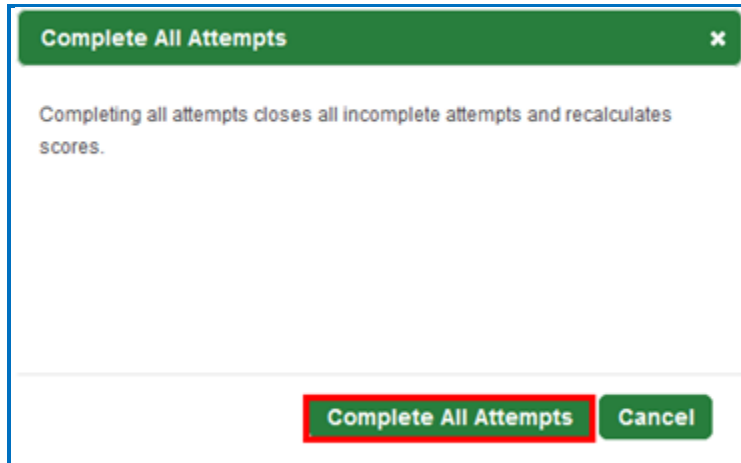 Complete All Attempts
Completing all attempts closes all incomplete attempts and recalculates
scores.
Complete All Attempts Cancel